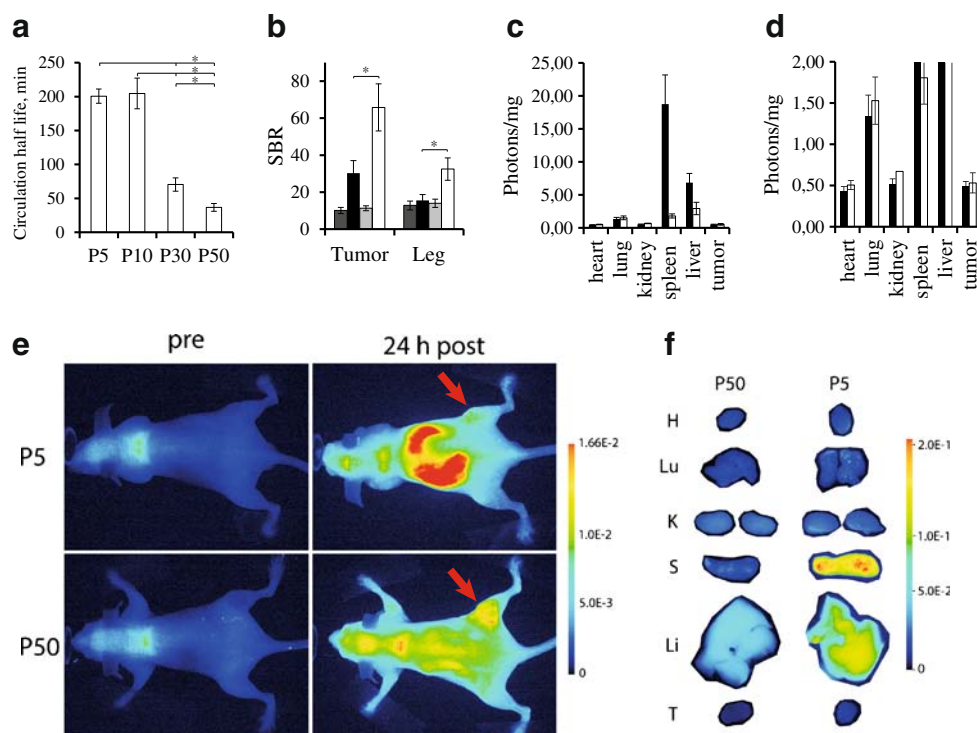 a
Circulation half life, min
250
200
150
100
50
0
P5 P10 P30 P50
*
*
*
b
SBR
80
60
40
20
0
Tumor Leg
*
*
c
Photons/mg
25,00
20,00
15,00
10,00
5,00
0,00
heart
lung
kidney
spleen
liver
tumor
d
Photons/mg
2,00
1,50
1,00
0,50
0,00
heart
lung
kidney
spleen
liver
tumor
e
pre 24 h post
P5
P50
1.66E-2
1.0E-2
5.0E-3
0
f
P50 P5
H
Lu
K
S
Li
T
2.0E-1
1.0E-1
5.0E-2
0